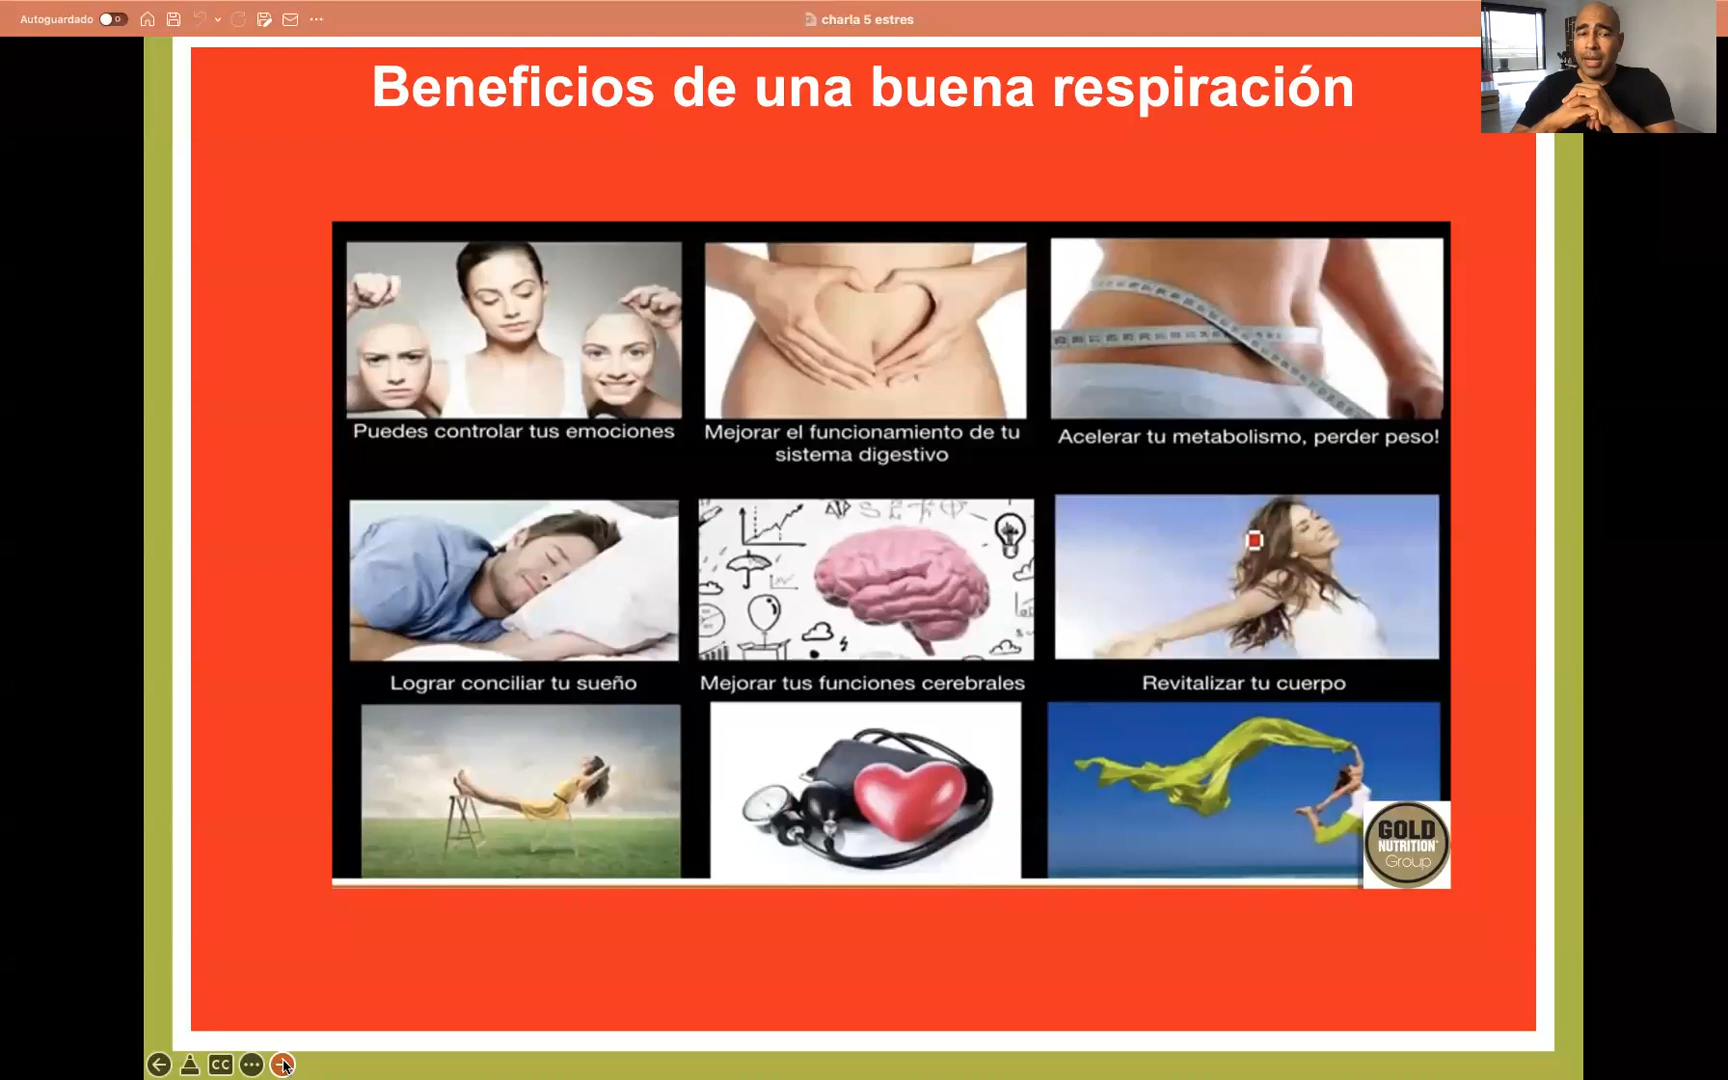 Autoguardado
charla 5 estres
Beneficios de una buena respiración
Puedes controlar tus emociones
Mejorar el funcionamiento de tu
sistema digestivo
Acelerar tu metabolismo, perder peso!
Lograr conciliar tu sueño
Mejorar tus funciones cerebrales
Revitalizar tu cuerpo
GOLD
NUTRITION
Group
CC